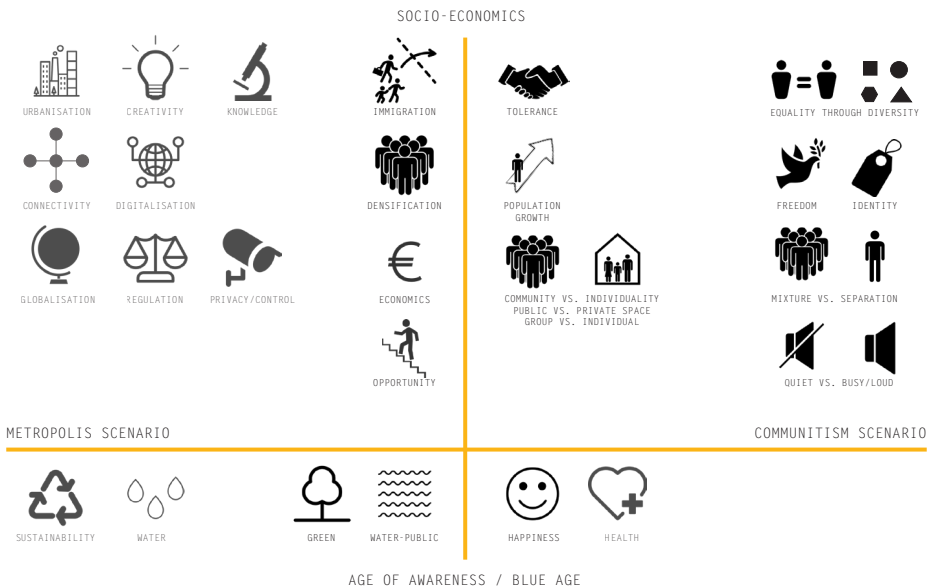 SOCIO-ECONOMICS
URBANISATION
CREATIVITY
KNOWLEDGE
IMMIGRATION
TOLERANCE
EQUALITY THROUGH DIVERSITY
CONNECTIVITY
DIGITALISATION
DENSIFICATION
POPULATION
GROWTH
FREEDOM
IDENTITY
GLOBALISATION
REGULATION
PRIVACY/CONTROL
€
ECONOMICS
COMMUNITY VS. INDIVIDUALITY
PUBLIC VS. PRIVATE SPACE
GROUP VS. INDIVIDUAL
MIXTURE VS. SEPARATION
OPPORTUNITY
QUIET VS. BUSY/LOUD
METROPOLIS SCENARIO
COMMUNITISM SCENARIO
SUSTAINABILITY
WATER
GREEN
WATER-PUBLIC
HAPPINESS
HEALTH
AGE OF AWARENESS / BLUE AGE